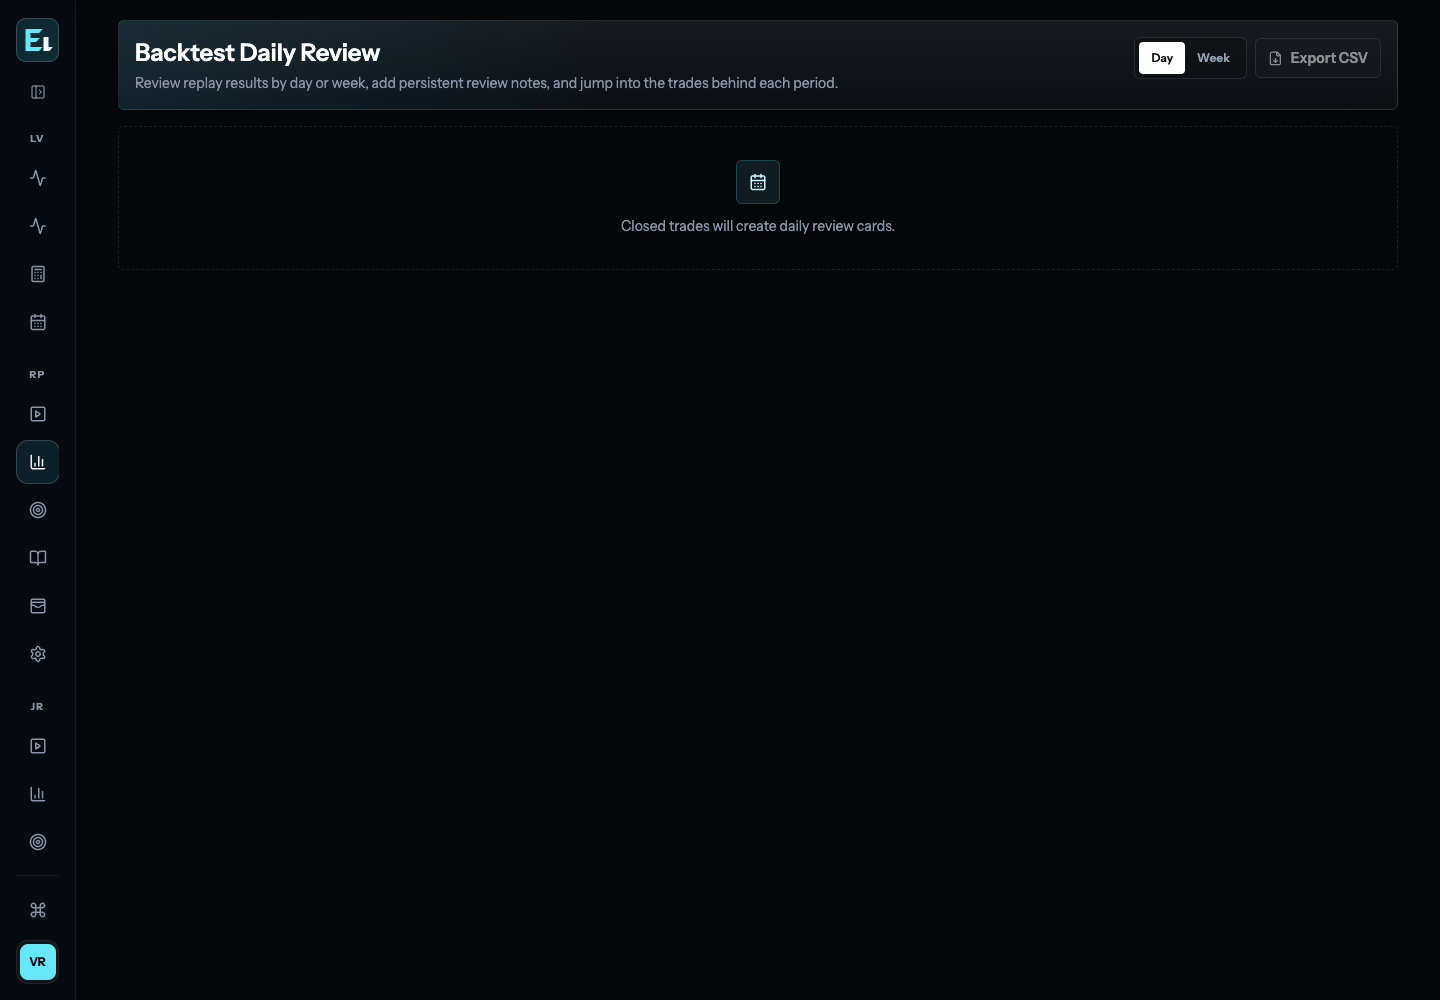 EL
LV
RP
JR
VR
Backtest Daily Review
Review replay results by day or week, add persistent review notes, and jump into the trades behind each period.
Day Week Export CSV
Closed trades will create daily review cards.